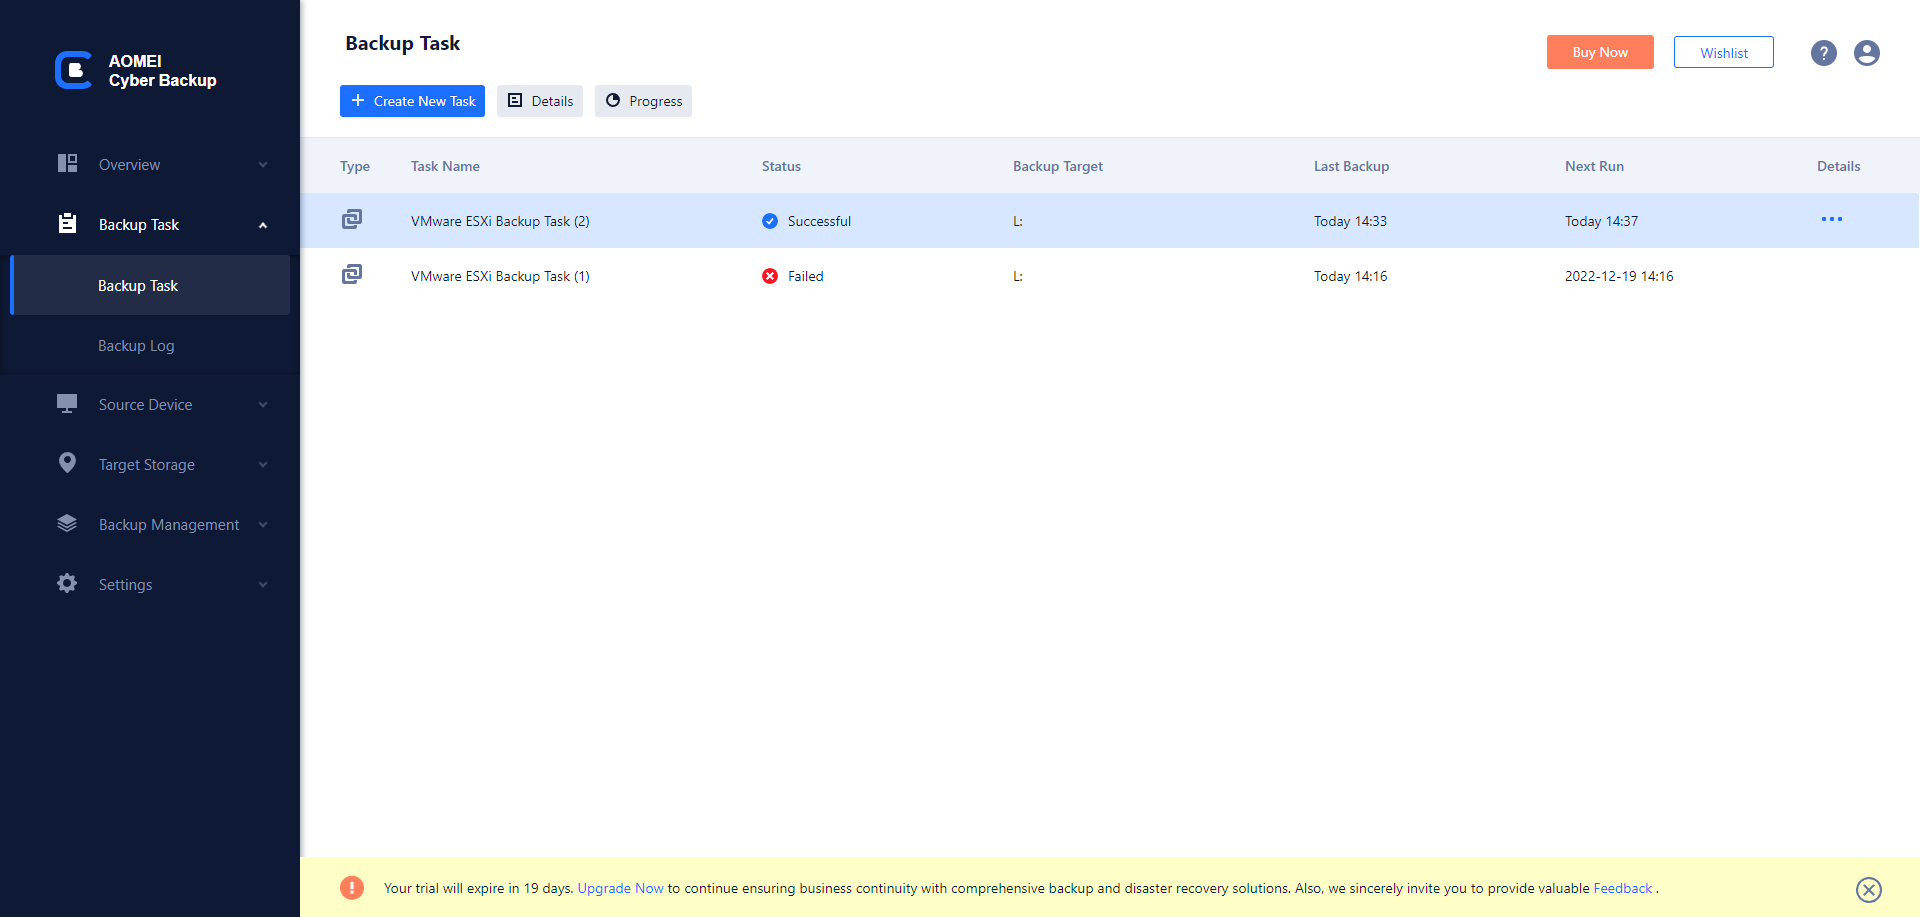 AOMEI
Cyber Backup
Overview
Backup Task
Backup Task
Backup Log
Source Device
Target Storage
Backup Management
Settings
Backup Task
Buy Now
Wishlist
?
+ Create New Task
Details
Progress
Type Task Name Status Backup Target Last Backup Next Run Details
VMware ESXi Backup Task (2) Successful L: Today 14:33 Today 14:37 •••
VMware ESXi Backup Task (1) Failed L: Today 14:16 2022-12-19 14:16
Your trial will expire in 19 days. Upgrade Now to continue ensuring business continuity with comprehensive backup and disaster recovery solutions. Also, we sincerely invite you to provide valuable Feedback .